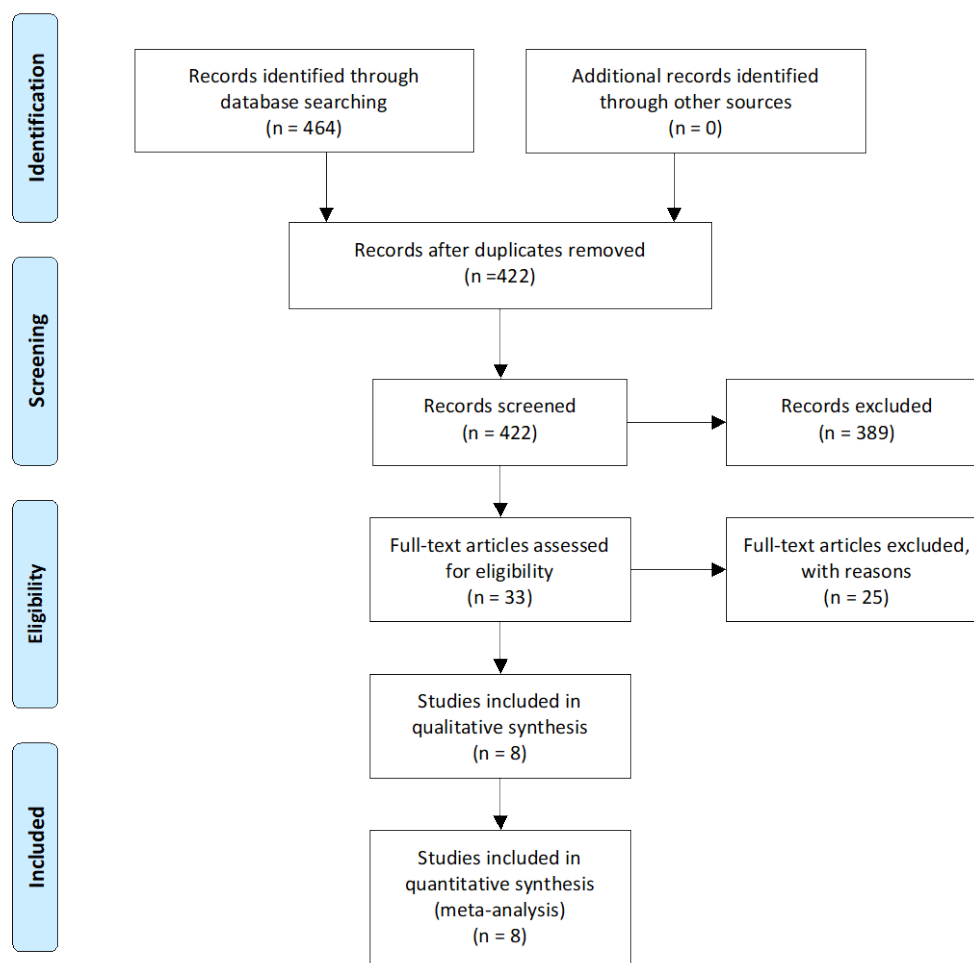 Identification
Records identified through
database searching
(n = 464)
Additional records identified
through other sources
(n = 0)
Records after duplicates removed
(n =422)
Screening
Records screened
(n = 422)
Records excluded
(n = 389)
Eligibility
Full-text articles assessed
for eligibility
(n = 33)
Full-text articles excluded,
with reasons
(n = 25)
Studies included in
qualitative synthesis
(n = 8)
Included
Studies included in
quantitative synthesis
(meta-analysis)
(n = 8)